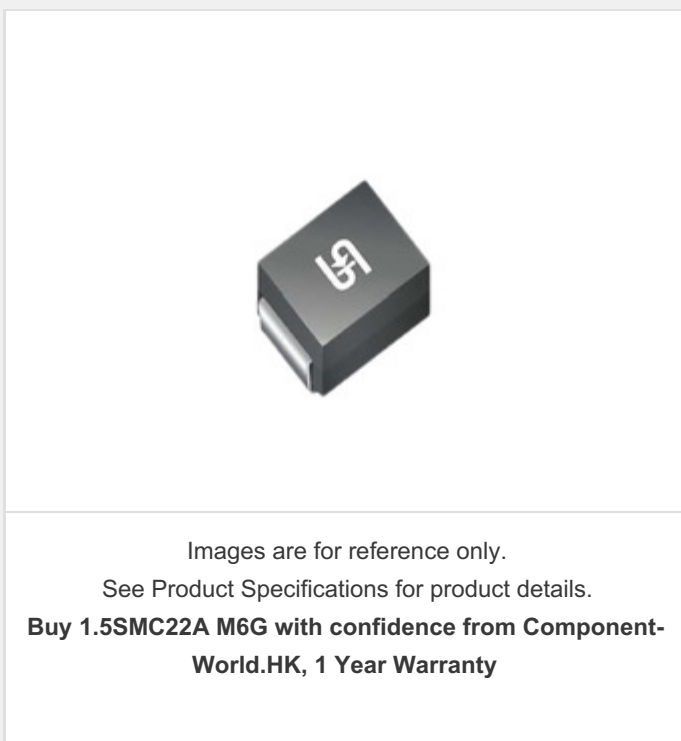 Images are for reference only.
See Product Specifications for product details.
Buy 1.5SMC22A M6G with confidence from Component-
World.HK, 1 Year Warranty